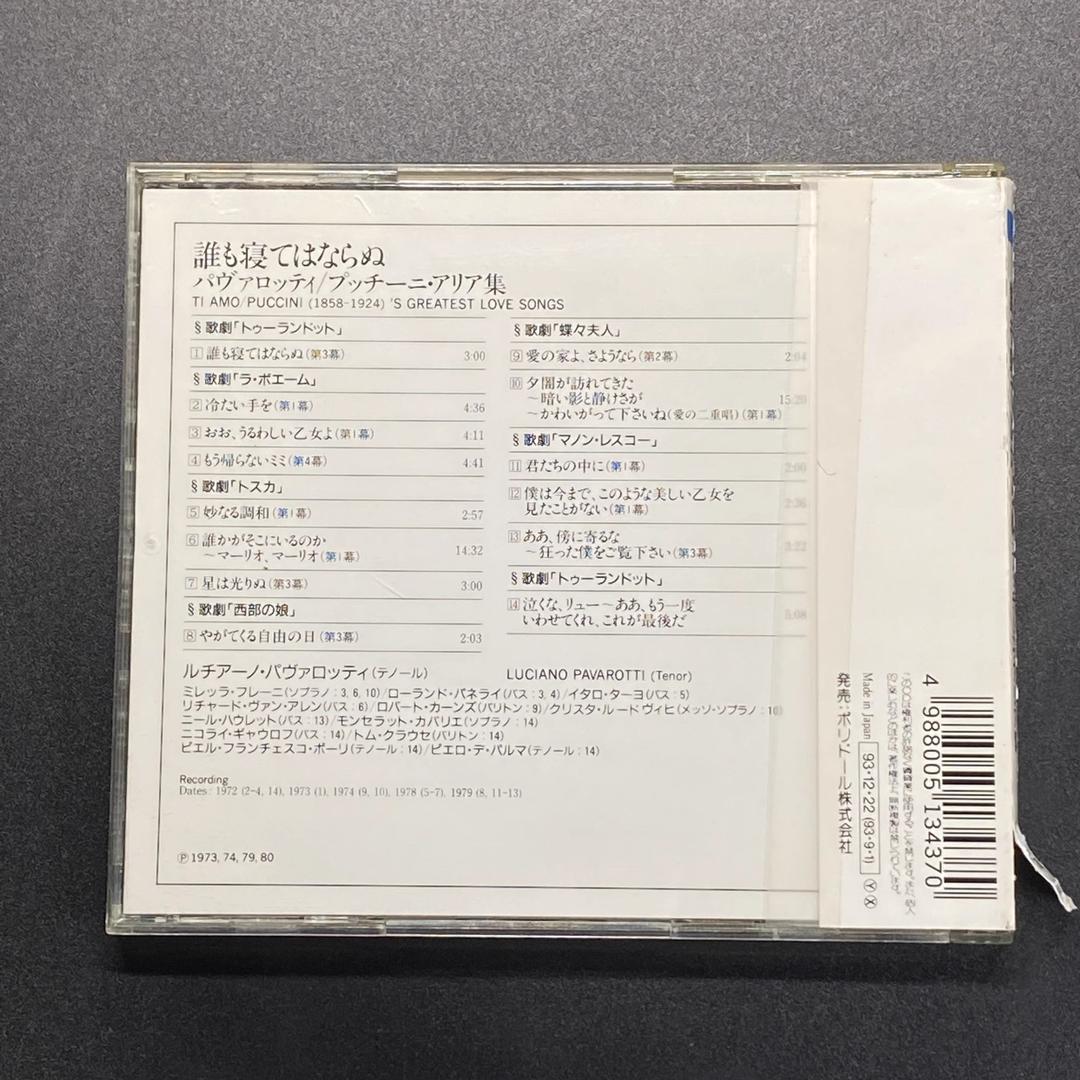 誰も寝てはならぬ
パヴァロッティ/プッチーニ・アリア集
TI AMO/PUCCINI (1858-1924) 'S GREATEST LOVE SONGS
§ 歌劇「トゥーランドット」
1 誰も寝てはならぬ(第3幕) 3:00
§ 歌劇「ラ・ボエーム」
2 冷たい手を(第1幕) 4:36
3 おお、うるわしい乙女よ(第1幕) 4:11
4 もう帰らないミミ(第4幕) 4:41
§ 歌劇「トスカ」
5 妙なる調和(第1幕) 2:57
6 誰かがそこにいるのか
~マーリオ、マーリオ(第1幕) 14:32
7 星は光りぬ(第3幕) 3:00
§ 歌劇「西部の娘」
8 やがてくる自由の日(第3幕) 2:03
§ 歌劇「蝶々夫人」
9 愛の家よ、さようなら(第2幕) 2:04
10 夕闇が訪れてきた
~暗い影と静けさが 15:20
~かわいがって下さいね(愛の二重唱)(第1幕)
§ 歌劇「マノン・レスコー」
11 君たちの中に(第1幕) 2:00
12 僕は今まで、このような美しい乙女を
見たことがない(第1幕) 2:36
13 ああ、傍に寄るな
~狂った僕をご覧下さい(第3幕) 3:22
§ 歌劇「トゥーランドット」
14 泣くな、リュー~ああ、もう一度
いわせてくれ、これが最後だ 5:08
ルチアーノ・パヴァロッティ(テノール) LUCIANO PAVAROTTI (Tenor)
ミレッラ・フレーニ(ソプラノ:3, 6, 10)/ローランド・パネライ(バス:3, 4)/イタロ・ターヨ(バス:5)
リチャード・ヴァン・アレン(バス:6)/ロバート・カーンズ(バリトン:9)/クリスタ・ルードヴィヒ(メッゾ・ソプラノ:10)
ニール・ハウレット(バス:13)/モンセラット・カバリエ(ソプラノ:14)
ニコライ・ギャウロフ(バス:14)/トム・クラウセ(バリトン:14)
ピエル・フランチェスコ・ポーリ(テノール:14)/ピエロ・デ・パルマ(テノール:14)
Recording
Dates: 1972 (2-4, 14), 1973 (1), 1974 (9, 10), 1978 (5-7), 1979 (8, 11-13)
Ⓟ 1973, 74, 79, 80
4 988005 134370
Made in Japan 93・12・22 (93・9・1) Ⓨ Ⓧ
発売:ポリドール株式会社